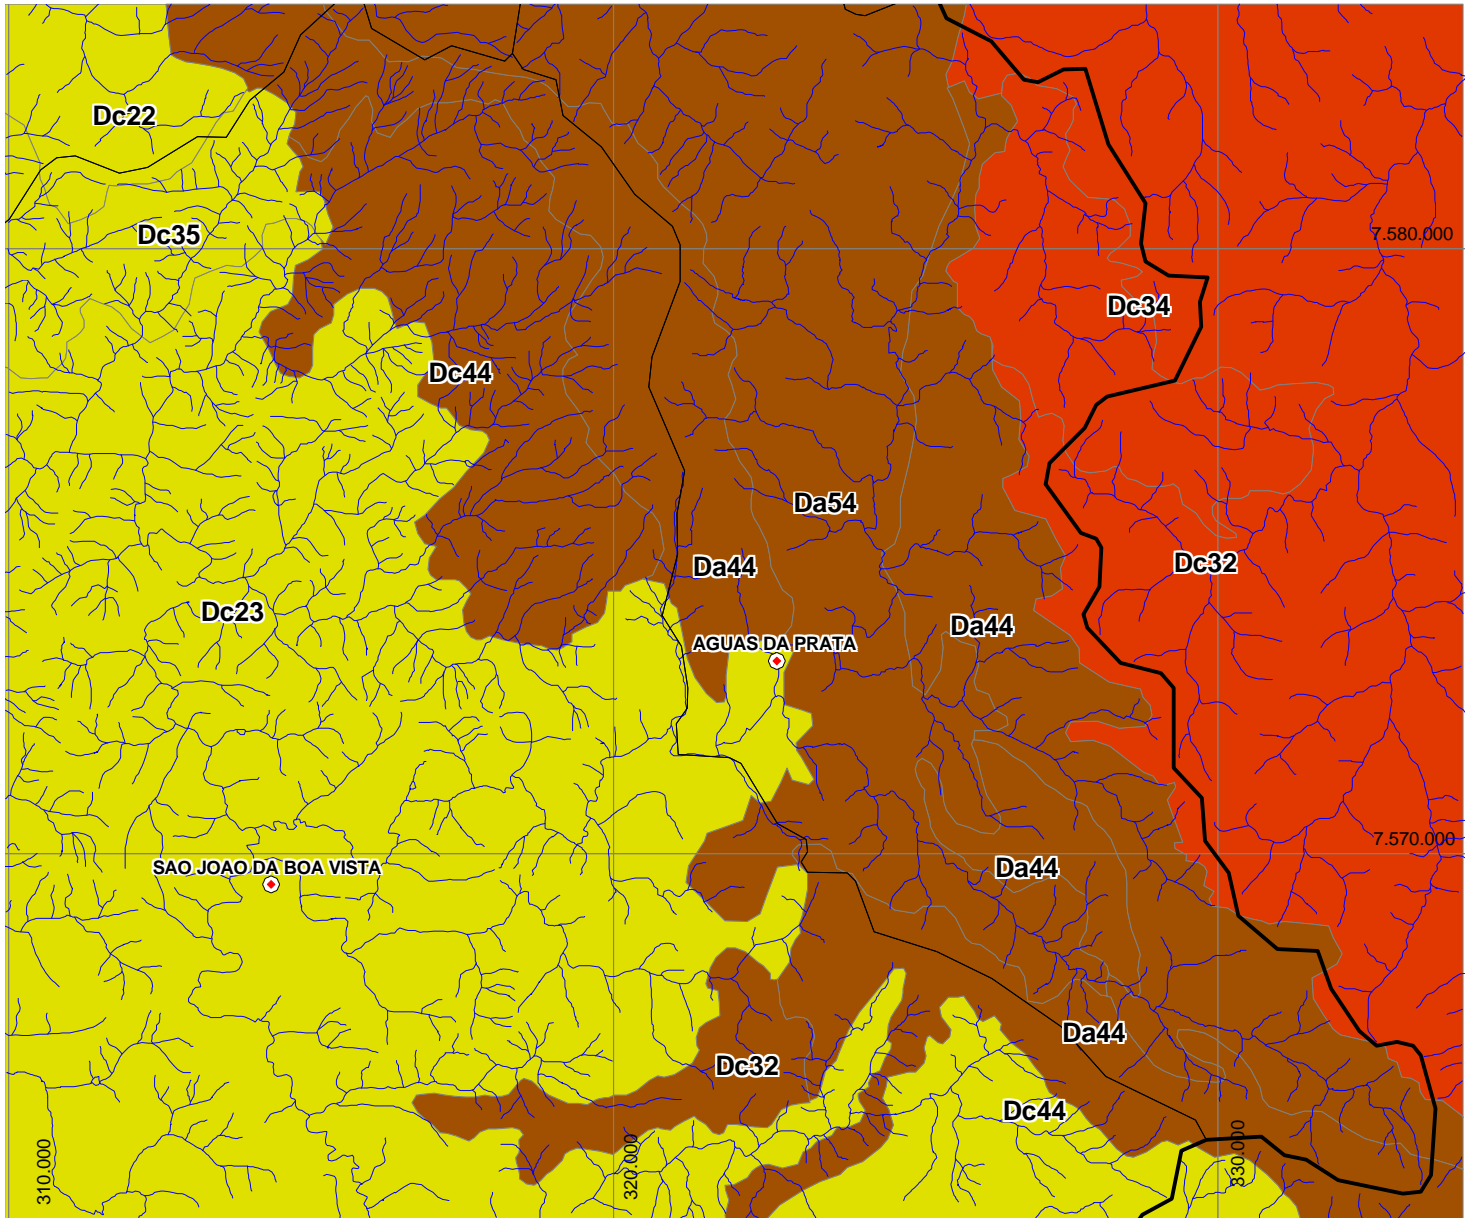 Dc22
Dc35
7.580.000
Dc34
Dc44
Da54
Da44
Dc32
Dc23
Da44
AGUAS DA PRATA
7.570.000
SAO JOAO DA BOA VISTA
Da44
Da44
Dc32
Dc44
310.000
320.000
330.000